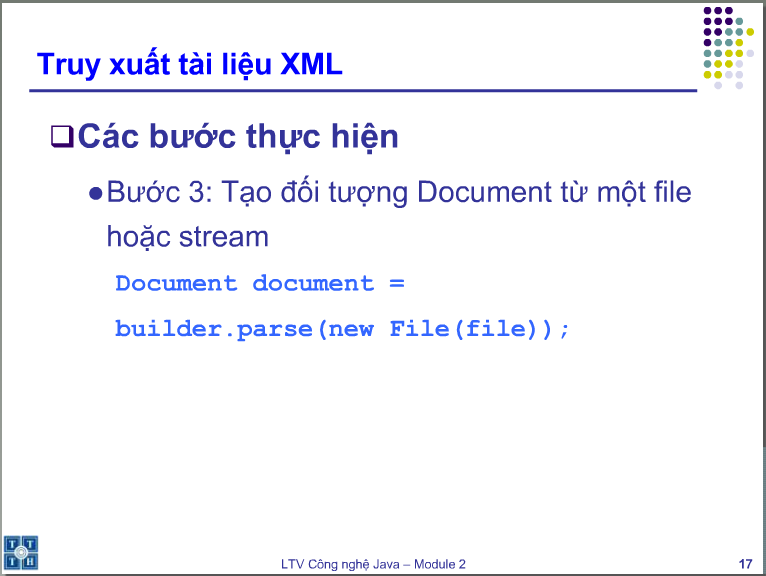 Truy xuất tài liệu XML
Các bước thực hiện
Bước 3: Tạo đối tượng Document từ một file
hoặc stream
Document document =
builder.parse(new File(file));
T T
T H
LTV Công nghệ Java – Module 2
17